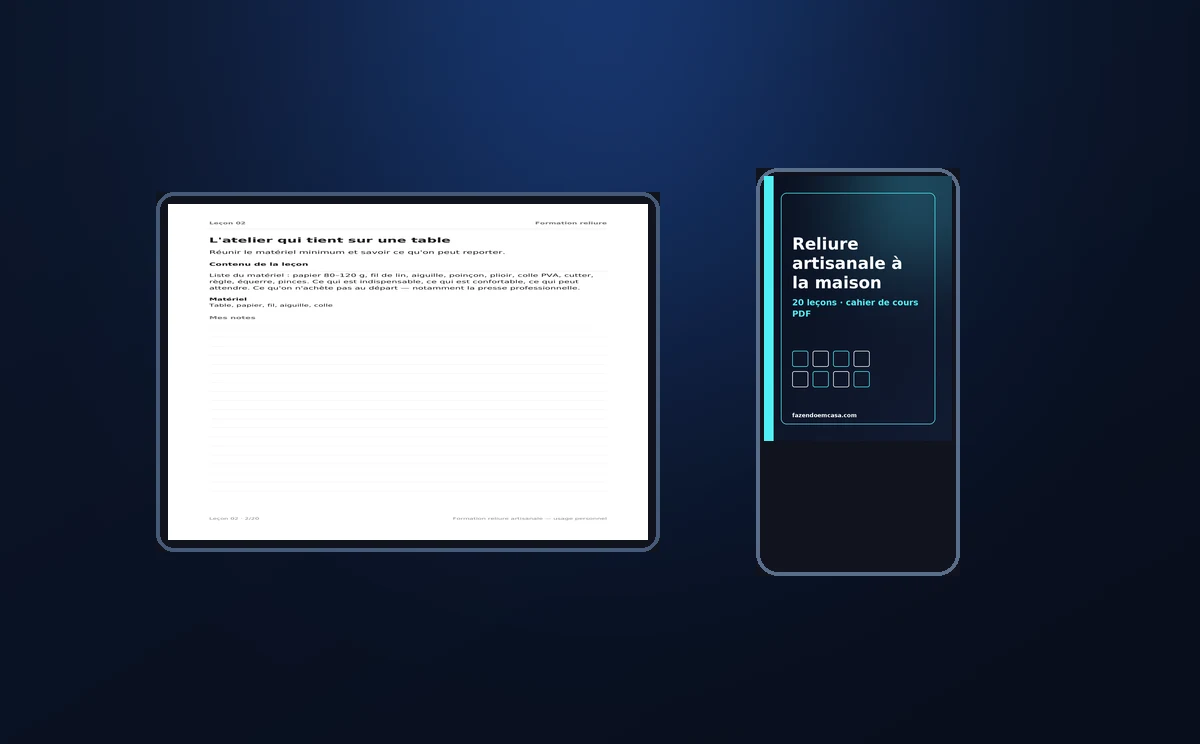 Leçon 02
Formation reliure
L'atelier qui tient sur une table
Réunir le matériel minimum et savoir ce qu'on peut reporter.
Contenu de la leçon
Liste du matériel : papier 80–120 g, fil de lin, aiguille, poinçon, plioir, colle PVA, cutter,
règle, équerre, pinces. Ce qui est indispensable, ce qui est confortable, ce qui peut
attendre. Ce qu'on n'achète pas au départ — notamment la presse professionnelle.
Matériel
Table, papier, fil, aiguille, colle
Mes notes
Leçon 02 · 2/20
Formation reliure artisanale — usage personnel
Reliure
artisanale à
la maison
20 leçons · cahier de cours
PDF
fazendoemcasa.com